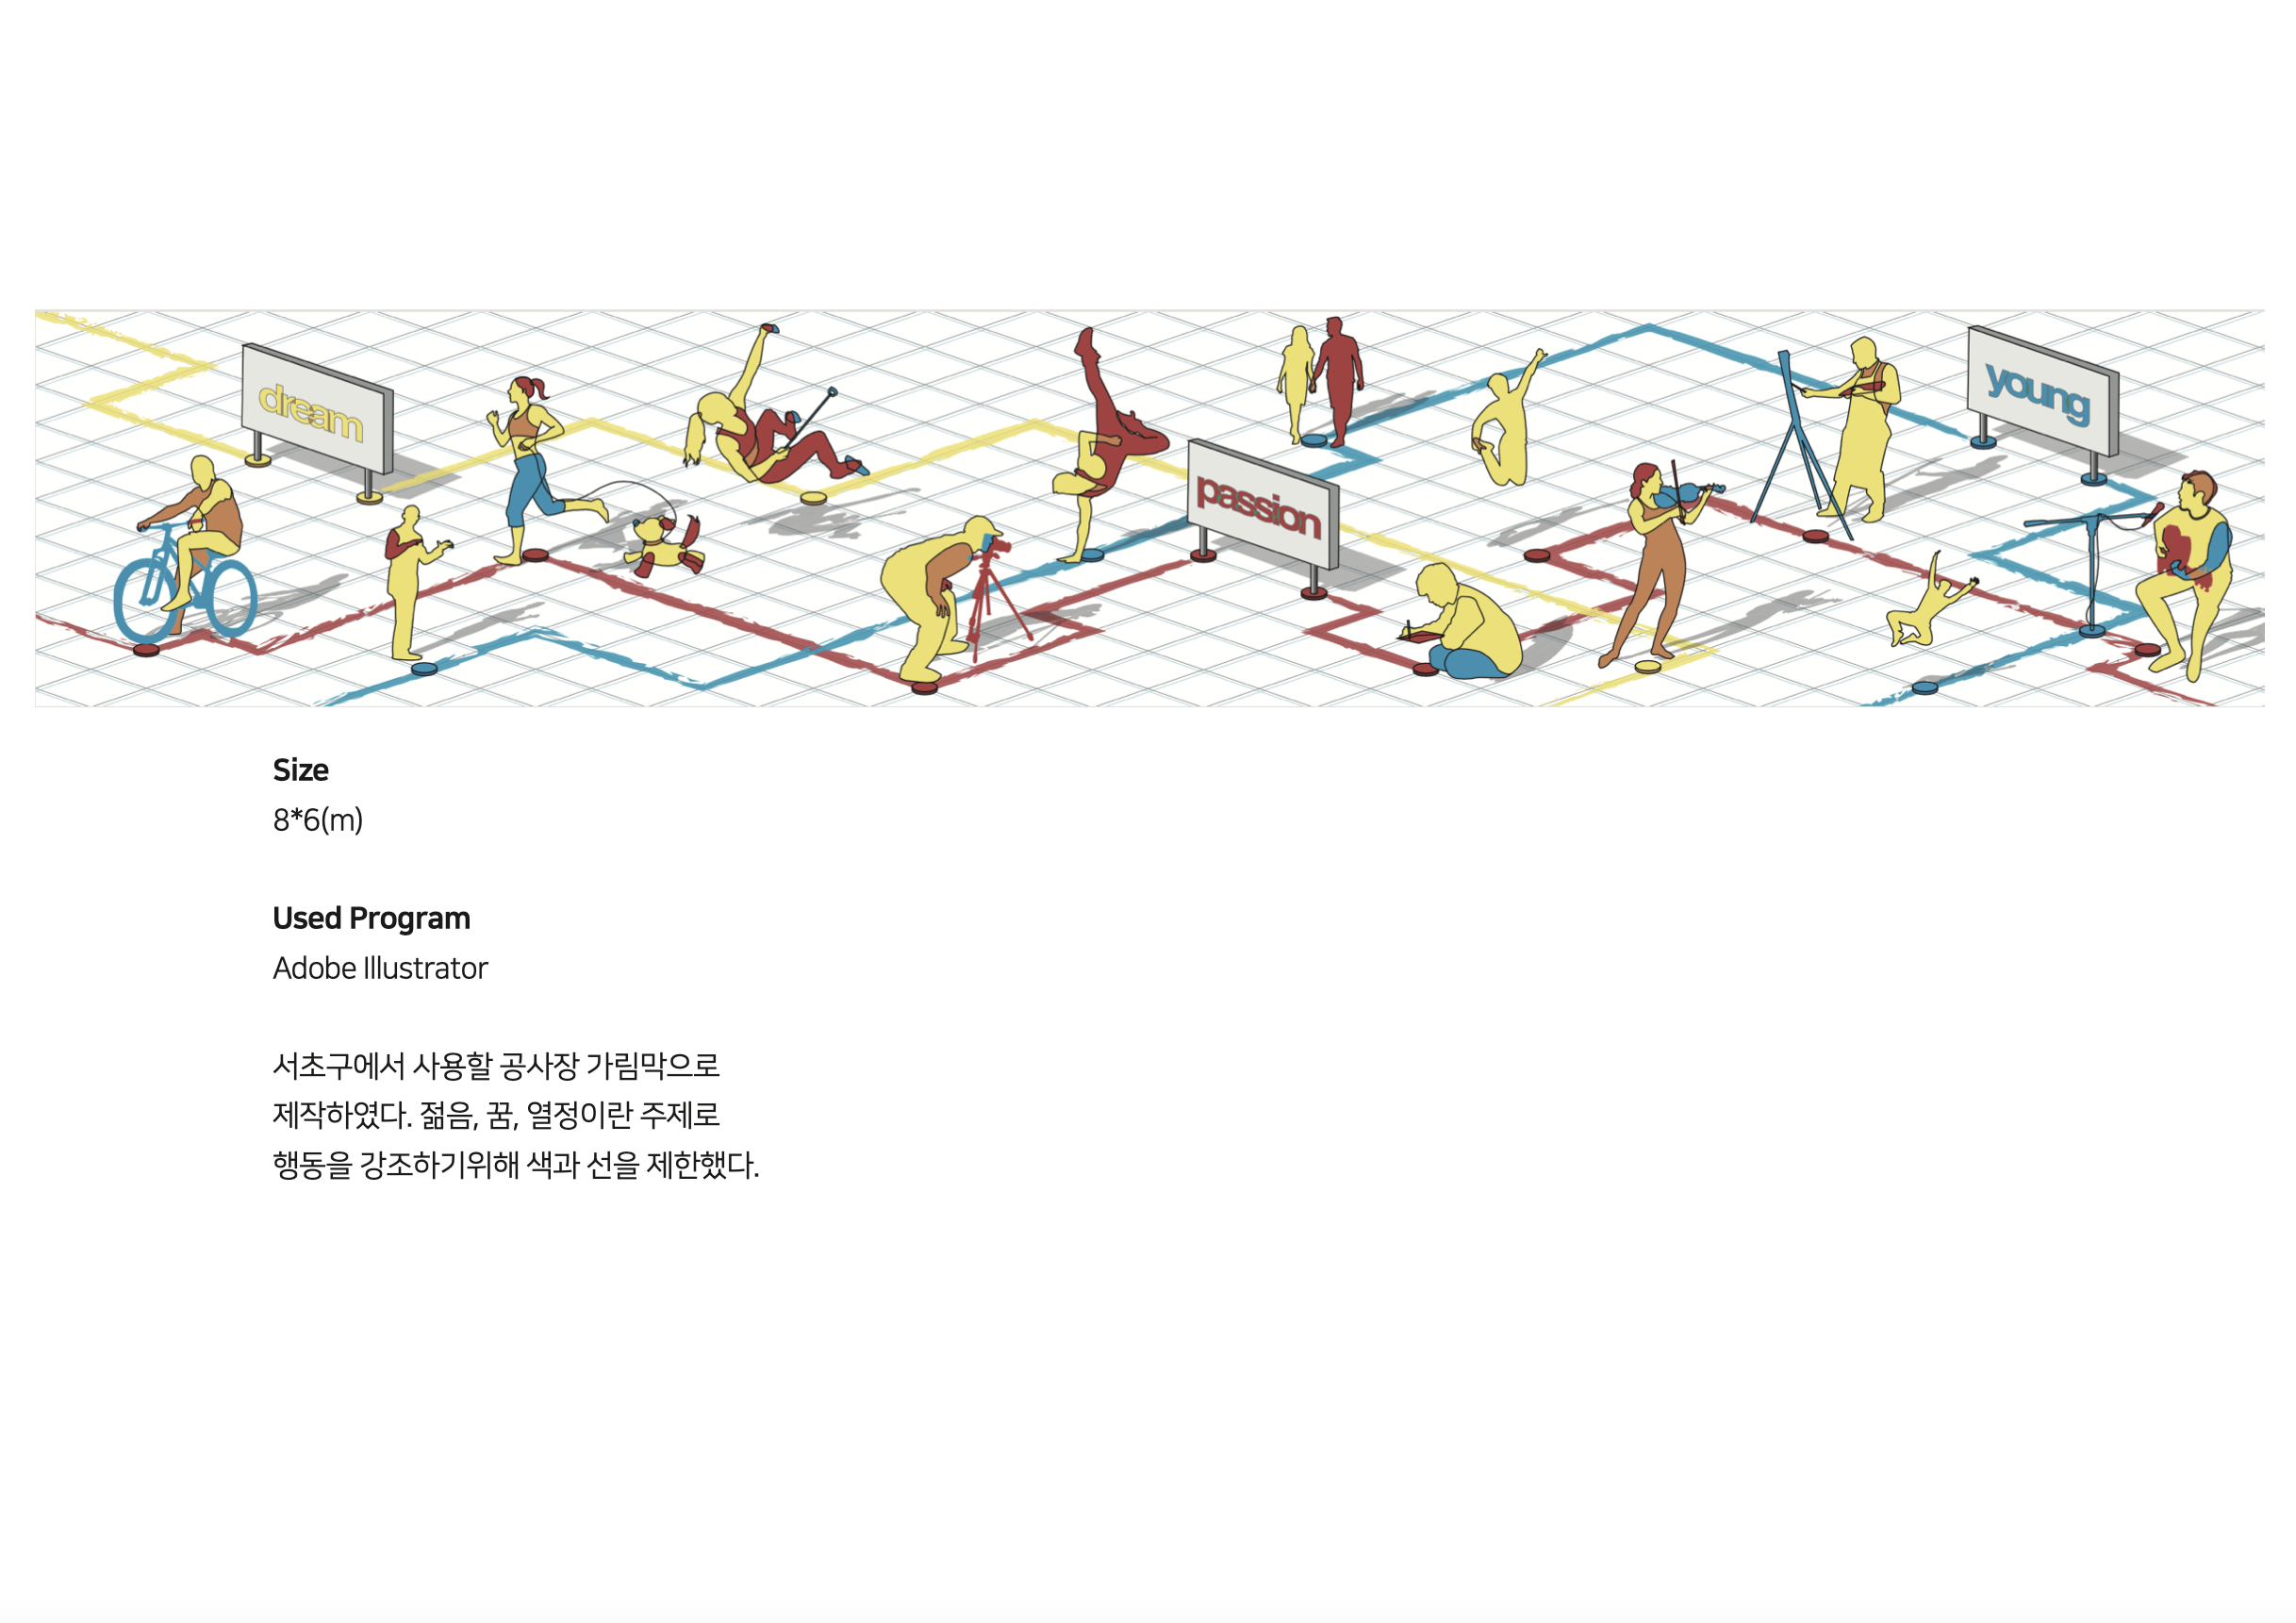 dream
passion
young
Size
8*6(m)
Used Program
Adobe Illustrator
서초구에서 사용할 공사장 가림막으로
제작하였다. 젊음, 꿈, 열정이란 주제로
행동을 강조하기위해 색과 선을 제한했다.